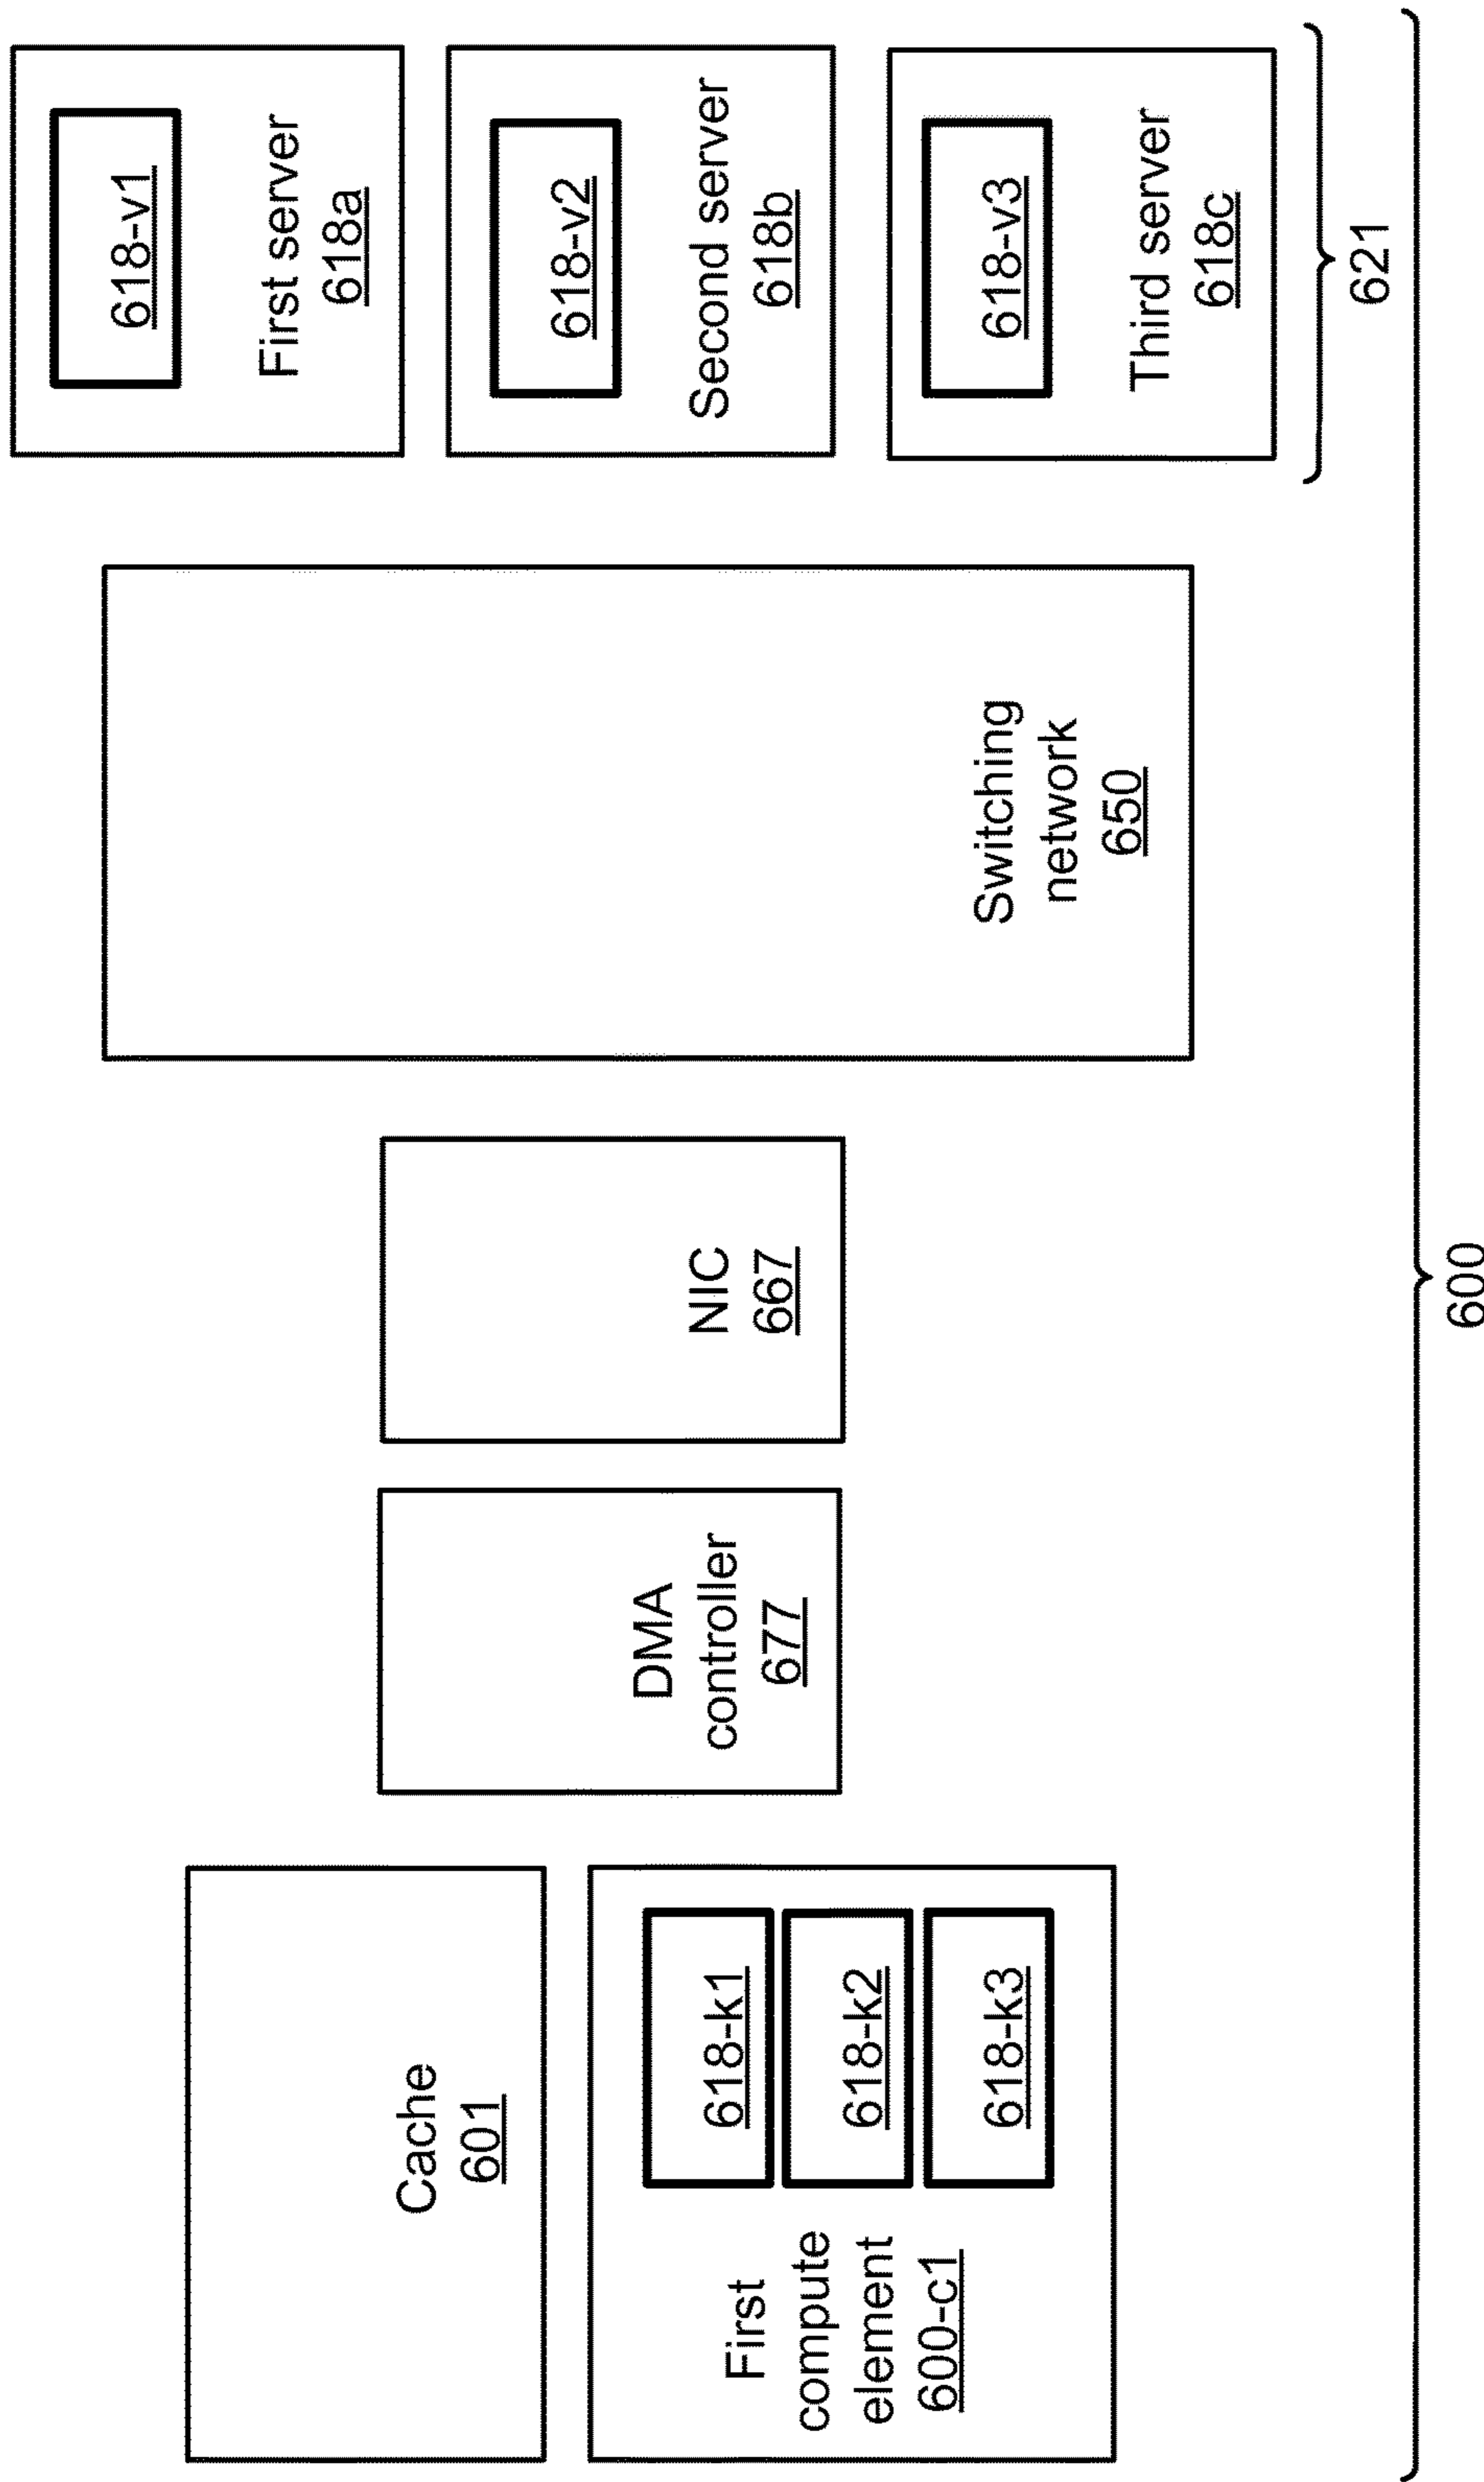 Cache
601
First
compute
element
600-c1
618-k1
618-k2
618-k3
DMA
controller
677
NIC
667
Switching
network
650
618-v1
First server
618a
618-v2
Second server
618b
618-v3
Third server
618c
621
600